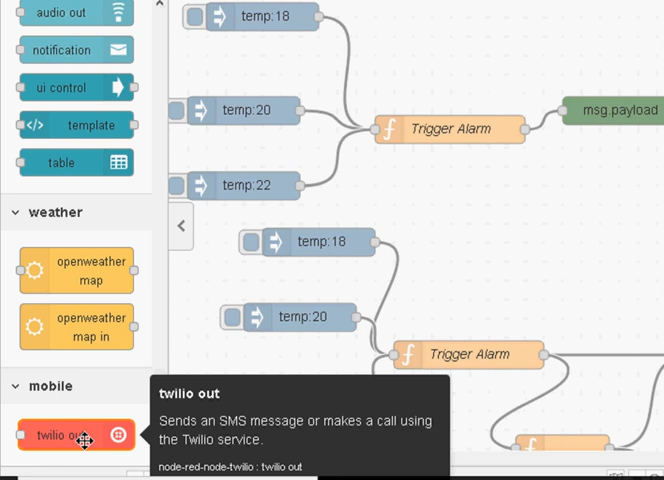 audio out
notification
ui control
</> template
table
weather
openweather
map
openweather
map in
mobile
twilio out
temp:18
temp:20
Trigger Alarm
msg.payload
temp:22
temp:18
temp:20
Trigger Alarm
twilio out
Sends an SMS message or makes a call using
the Twilio service.
node-red-node-twilio : twilio out